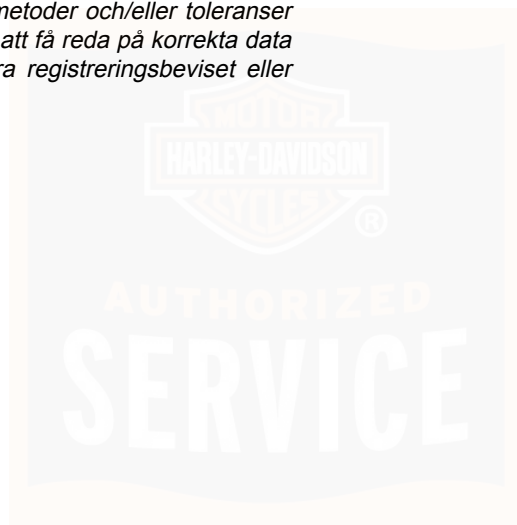 metoder och/eller toleranser
att få reda på korrekta data
ra registreringsbeviset eller
MOTOR
HARLEY-DAVIDSON
CYCLES
®
AUTHORIZED
SERVICE